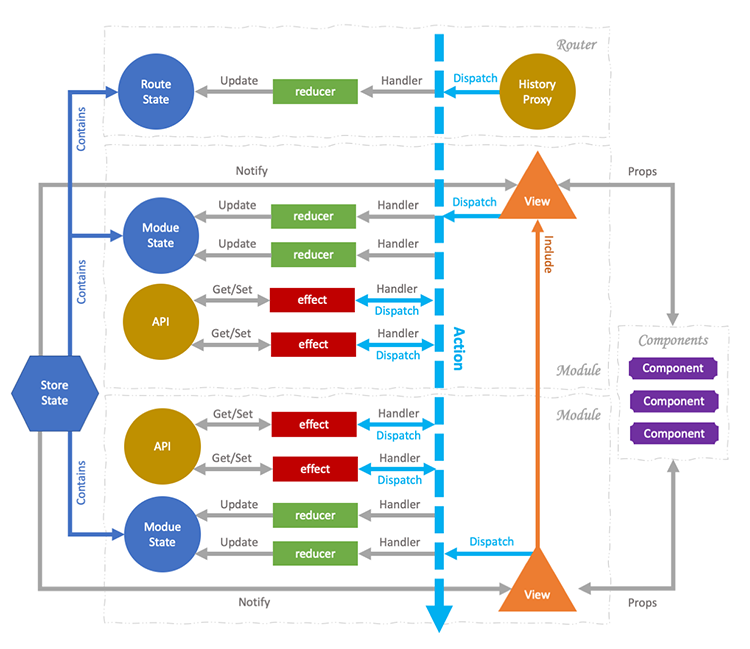 Router
Route
State
Update
reducer
Handler
Dispatch
History
Proxy
Contains
Notify
Props
View
Modue
State
Update
reducer
Handler
Dispatch
Update
reducer
Handler
Include
Contains
API
Get/Set
effect
Handler
Dispatch
Get/Set
effect
Handler
Dispatch
Action
Components
Component
Component
Component
Module
Store
State
Module
API
Get/Set
effect
Handler
Dispatch
Get/Set
effect
Handler
Dispatch
Contains
Modue
State
Update
reducer
Handler
Update
reducer
Handler
Dispatch
View
Notify
Props